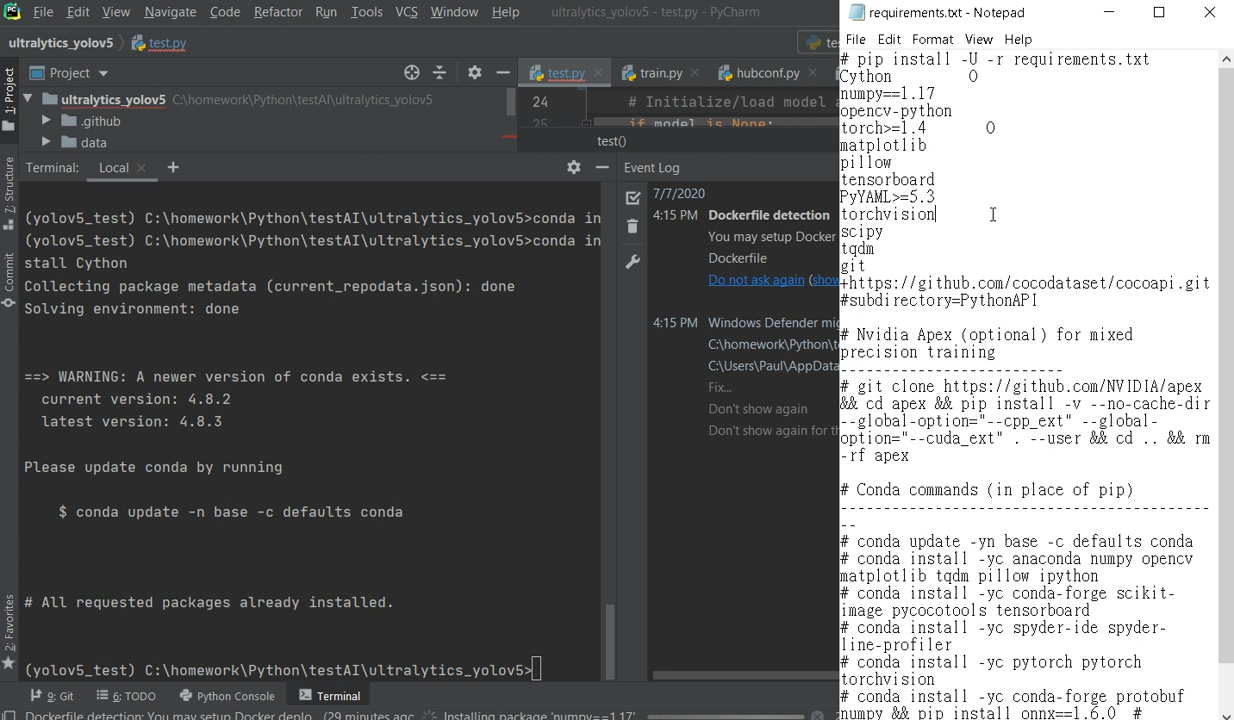 File Edit View Navigate Code Refactor Run Tools VCS Window Help ultralytics_yolov5 - test.py - PyCharm
ultralytics_yolov5 test.py
1: Project
Project
ultralytics_yolov5 C:\homework\Python\testAI\ultralytics_yolov5
.github
data
test.py train.py hubconf.py
24 # Initialize/load model
25 if model is None:
test()
Terminal: Local +
(yolov5_test) C:\homework\Python\testAI\ultralytics_yolov5>conda in
(yolov5_test) C:\homework\Python\testAI\ultralytics_yolov5>conda in
stall Cython
Collecting package metadata (current_repodata.json): done
Solving environment: done
==> WARNING: A newer version of conda exists. <==
current version: 4.8.2
latest version: 4.8.3
Please update conda by running
$ conda update -n base -c defaults conda
# All requested packages already installed.
(yolov5_test) C:\homework\Python\testAI\ultralytics_yolov5>
7: Structure
Commit
2: Favorites
Event Log
7/7/2020
4:15 PM Dockerfile detection
You may setup Docker
Dockerfile
Do not ask again (show
4:15 PM Windows Defender mig
C:\homework\Python\t
C:\Users\Paul\AppData
Fix...
Don't show again
Don't show again for th
9: Git 6: TODO Python Console Terminal
Dockerfile detection: You may setup Docker deplo... (29 minutes ago) Installing package 'numpy==1.17'...
requirements.txt - Notepad
File Edit Format View Help
# pip install -U -r requirements.txt
Cython O
numpy==1.17
opencv-python
torch>=1.4 O
matplotlib
pillow
tensorboard
PyYAML>=5.3
torchvision
scipy
tqdm
git
+https://github.com/cocodataset/cocoapi.git
#subdirectory=PythonAPI
# Nvidia Apex (optional) for mixed
precision training
--------------------------
# git clone https://github.com/NVIDIA/apex
&& cd apex && pip install -v --no-cache-dir
--global-option="--cpp_ext" --global-
option="--cuda_ext" . --user && cd .. && rm
-rf apex
# Conda commands (in place of pip)
-------------------------------------------
--
# conda update -yn base -c defaults conda
# conda install -yc anaconda numpy opencv
matplotlib tqdm pillow ipython
# conda install -yc conda-forge scikit-
image pycocotools tensorboard
# conda install -yc spyder-ide spyder-
line-profiler
# conda install -yc pytorch pytorch
torchvision
# conda install -yc conda-forge protobuf
numpy && pip install onnx==1.6.0 #